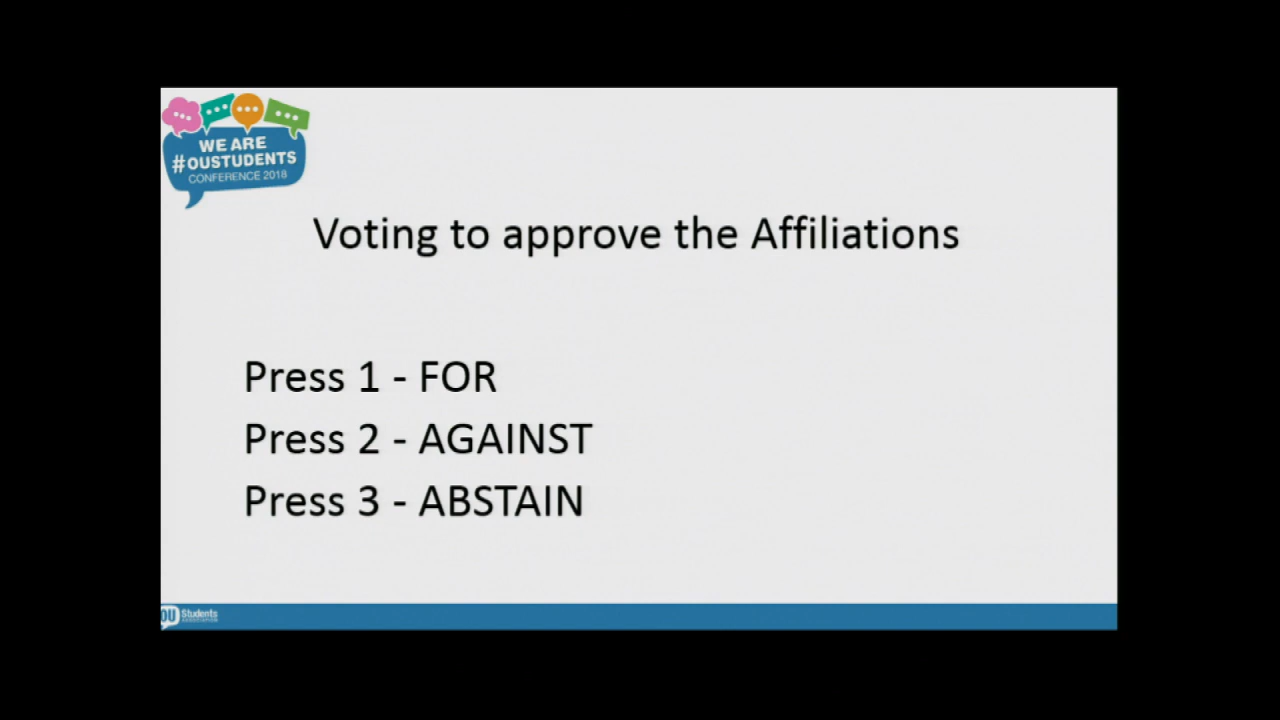 WE ARE
#OUSTUDENTS
CONFERENCE 2018
Voting to approve the Affiliations
Press 1 - FOR
Press 2 - AGAINST
Press 3 - ABSTAIN
OU Students
ASSOCIATION